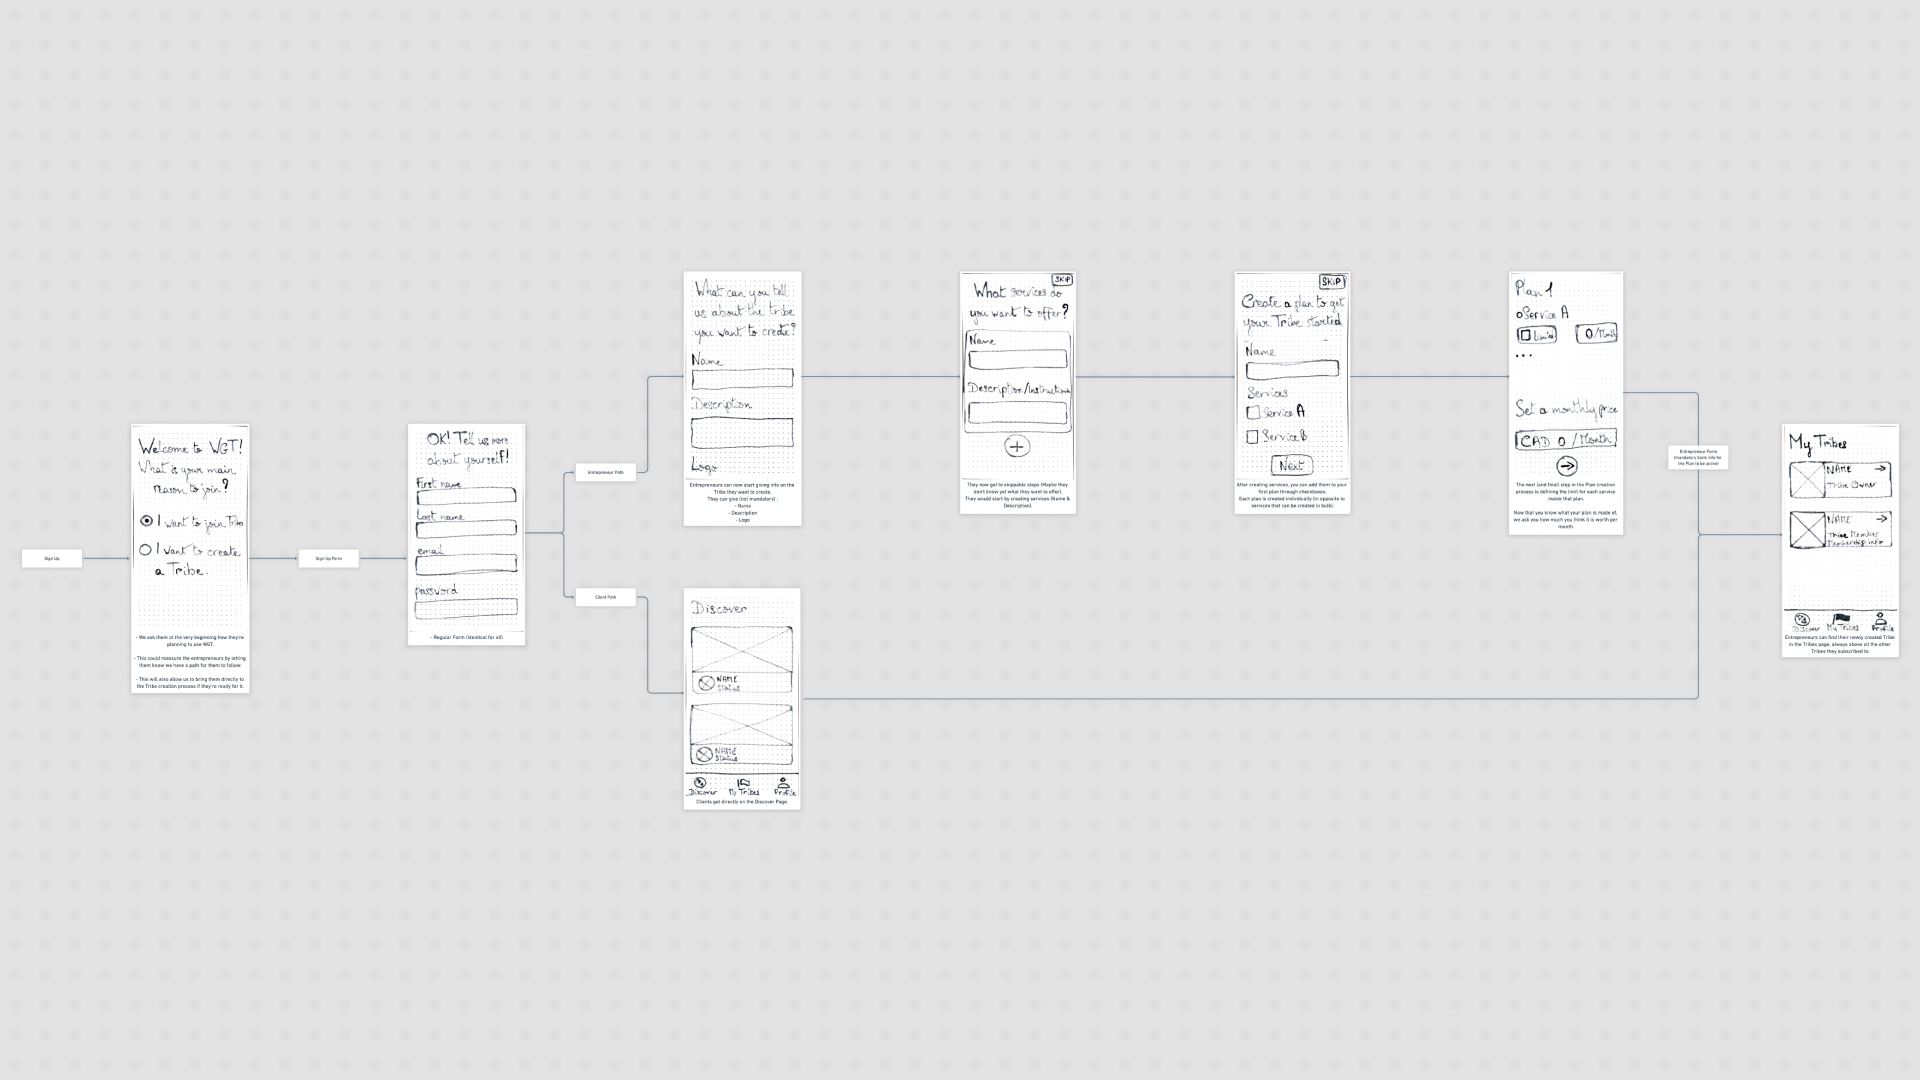 Sign Up
Welcome to WGT!
What is your main
reason to join?
I want to join Tribe
I want to create
a Tribe.
- We ask them at the very beginning how they're
planning to use WGT.
- This could reassure the entrepreneurs by letting
them know we have a path for them to follow.
- This will also allow us to bring them directly to
the Tribe creation process if they're ready for it.
Sign Up Form
OK! Tell us more
about yourself!
First name
Last name
email
password
- Regular Form (Identical for all)
Entrepreneur Path
Client Path
What can you tell
us about the tribe
you want to create?
Name
Description
Logo
Entrepreneurs can now start giving info on the
Tribe they want to create.
They can give (not mandatory) :
- Name
- Description
- Logo
Discover
NAME
Status
NAME
Status
Discover
My Tribes
Profile
Clients get directly on the Discover Page.
SKIP
What services do
you want to offer?
Name
Description/Instructions
+
They now get to skippable steps (Maybe they
don't know yet what they want to offer).
They would start by creating services (Name &
Description).
SKIP
Create a plan to get
your Tribe started
Name
Services
Service A
Service B
Next
After creating services, you can add them to your
first plan through checkboxes.
Each plan is created individually (in opposite to
services that can be created in bulk).
Plan 1
Service A
Limited
0/Month
...
Set a monthly price
CAD 0 /Month
The next (and final) step in the Plan creation
process is defining the limit for each service
inside that plan.
Now that you know what your plan is made of,
we ask you how much you think it is worth per
month.
Entrepreneur Form
(mandatory bank info for
the Plan to be active)
My Tribes
NAME
Tribe Owner
NAME
Tribe Member
Membership info
Discover
My Tribes
Profile
Entrepreneurs can find their newly created Tribe
in the Tribes page, always above all the other
Tribes they subscribed to.